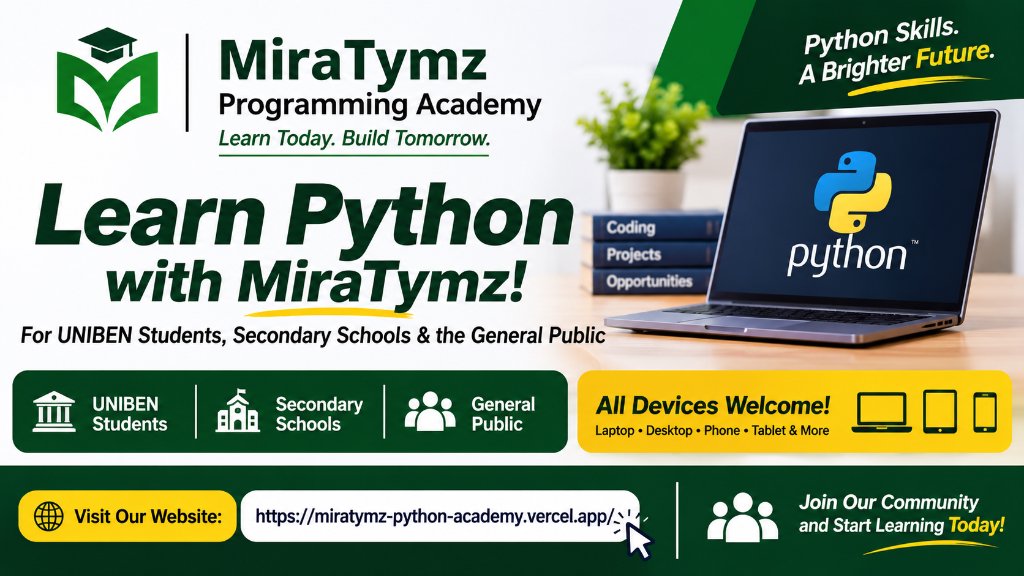 MiraTymz
Programming Academy
Learn Today. Build Tomorrow.
Python Skills.
A Brighter Future.
Learn Python
with MiraTymz!
For UNIBEN Students, Secondary Schools & the General Public
Coding
Projects
Opportunities
python™
UNIBEN
Students
Secondary
Schools
General
Public
All Devices Welcome!
Laptop • Desktop • Phone • Tablet & More
Visit Our Website:
https://miratymz-python-academy.vercel.app/
Join Our Community
and Start Learning Today!